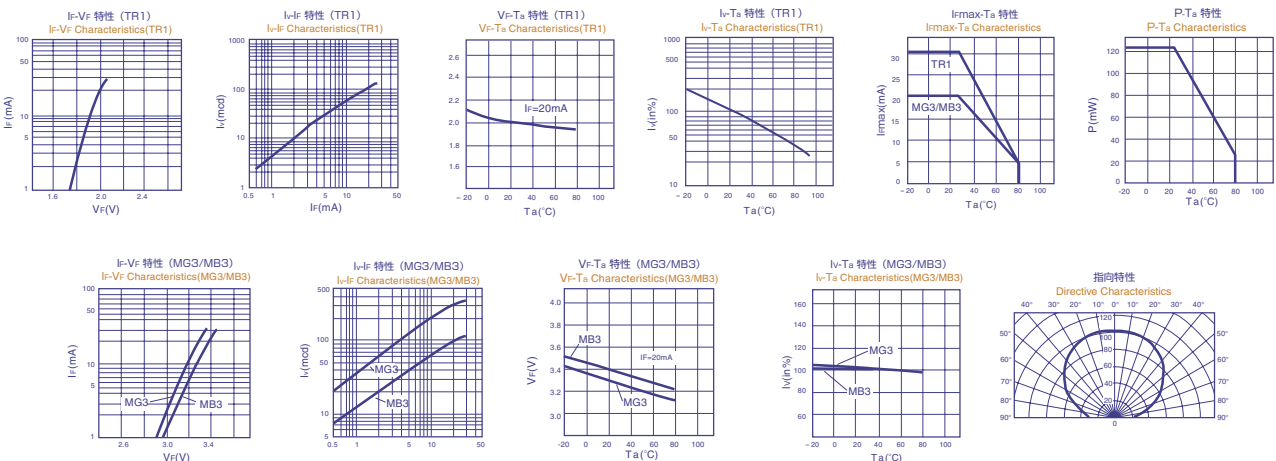 IF-VF 特性（TR1）
IF-VF Characteristics(TR1)
100
50
10
5
1
IF (mA)
1.6 2.0 2.4
VF(V)
IV-IF 特性（TR1）
IV-IF Characteristics(TR1)
1000
100
10
1
IV(mcd)
0.5 1 5 10 50
IF(mA)
VF-Ta 特性（TR1）
VF-Ta Characteristics(TR1)
2.6
2.4
2.2
2.0
1.8
1.6
VF(V)
IF=20mA
-20 0 20 40 60 80 100
Ta(°C)
IV-Ta 特性（TR1）
IV-Ta Characteristics(TR1)
1000
500
100
50
10
IV(in%)
-20 0 20 40 60 80 100
Ta(°C)
IFmax-Ta 特性
IFmax-Ta Characteristics
30
25
20
15
10
5
0
IFmax(mA)
TR1
MG3/MB3
-20 0 20 40 60 80 100
Ta(°C)
P-Ta 特性
P-Ta Characteristics
120
100
80
60
40
20
0
P(mW)
-20 0 20 40 60 80 100
Ta(°C)
IF-VF 特性（MG3/MB3）
IF-VF Characteristics(MG3/MB3)
100
50
10
5
1
IF(mA)
MG3 MB3
2.6 3.0 3.4
VF(V)
IV-IF 特性（MG3/MB3）
IV-IF Characteristics(MG3/MB3)
500
100
50
10
5
IV(mcd)
MG3
MB3
0.5 1 5 10 50
IF(mA)
VF-Ta 特性（MG3/MB3）
VF-Ta Characteristics(MG3/MB3)
4.0
3.8
3.6
3.4
3.2
3.0
VF(V)
MB3
IF=20mA
MG3
-20 0 20 40 60 80 100
Ta(°C)
IV-Ta 特性（MG3/MB3）
IV-Ta Characteristics(MG3/MB3)
160
140
120
100
80
60
IV(in%)
MG3
MB3
-20 0 20 40 60 80 100
Ta(°C)
指向特性
Directive Characteristics
40° 30° 20° 10° 0° 10° 20° 30° 40°
120
50° 100 50°
80
60° 60 60°
70° 40 70°
80° 20 80°
90° 90°
0